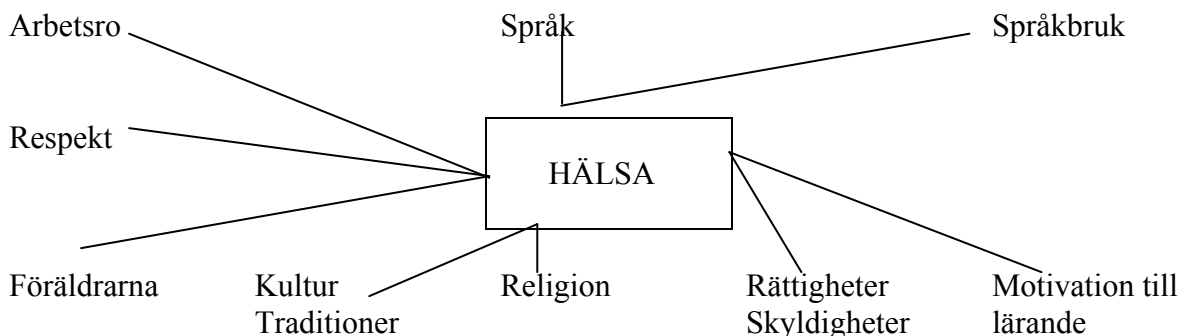 Arbetsro Språk Språkbruk
Respekt
HÄLSA
Föräldrarna Kultur Religion Rättigheter Motivation till
Traditioner Skyldigheter lärande